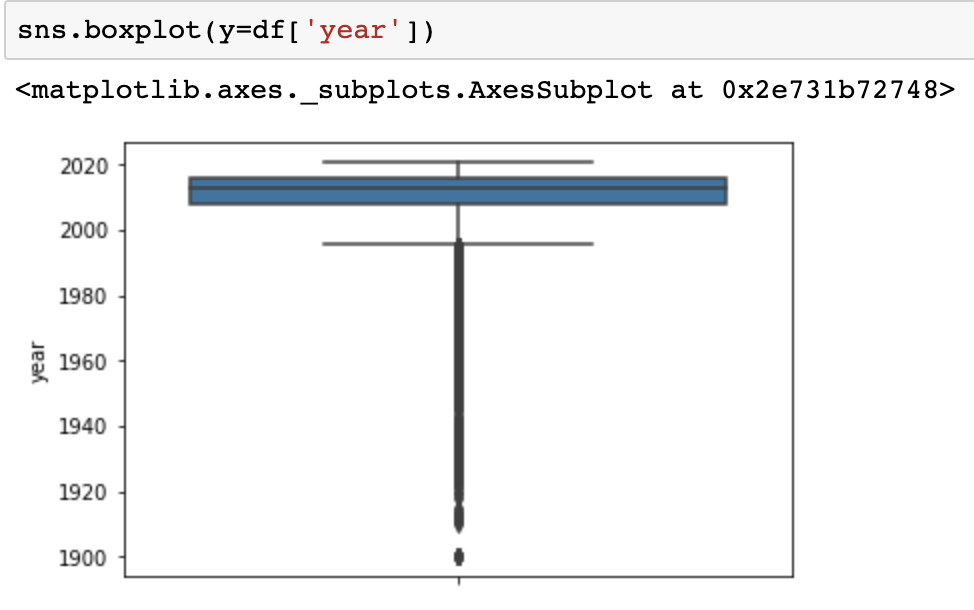 sns.boxplot(y=df['year'])
<matplotlib.axes._subplots.AxesSubplot at 0x2e731b72748>
2020
2000
1980
1960
1940
1920
1900
year